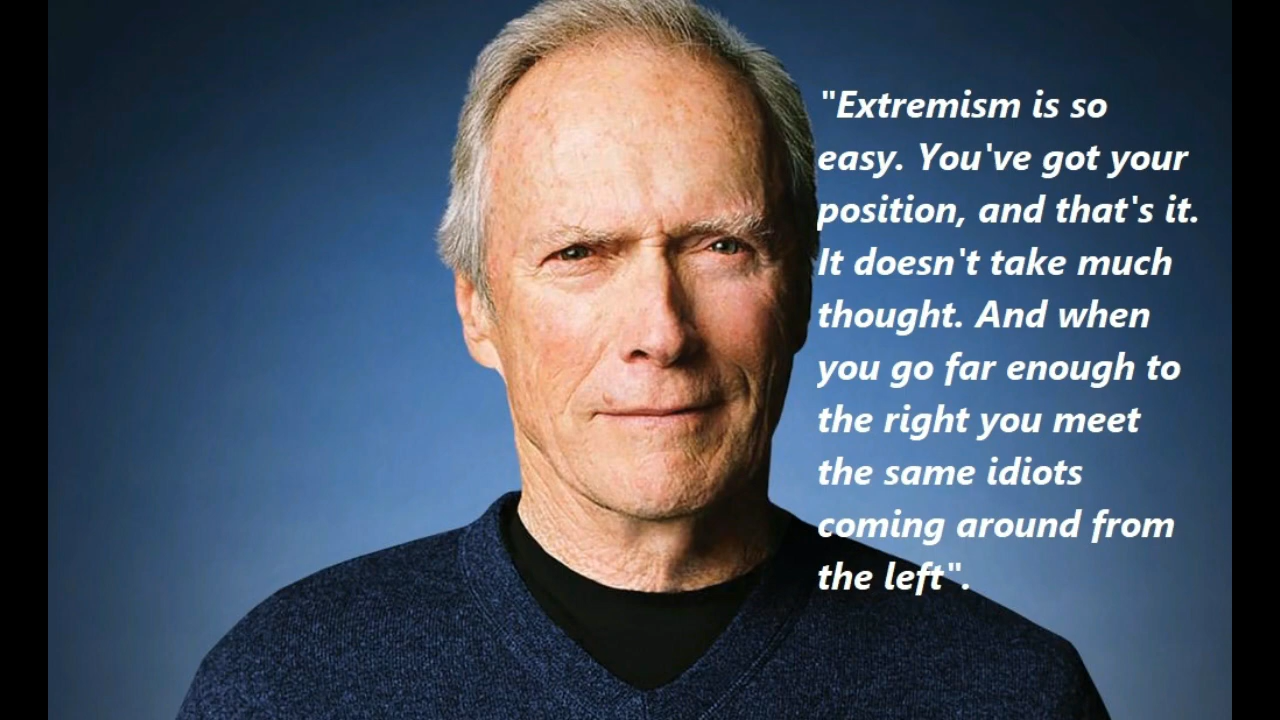 "Extremism is so
easy. You've got your
position, and that's it.
It doesn't take much
thought. And when
you go far enough to
the right you meet
the same idiots
coming around from
the left".